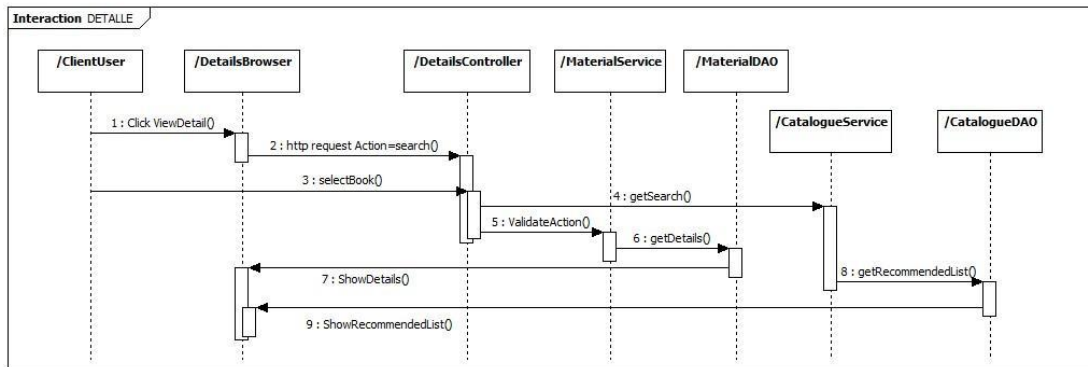 Interaction DETALLE
/ClientUser
/DetailsBrowser
/DetailsController
/MaterialService
/MaterialDAO
/CatalogueService
/CatalogueDAO
1 : Click ViewDetail()
2 : http request Action=search()
3 : selectBook()
4 : getSearch()
5 : ValidateAction()
6 : getDetails()
7 : ShowDetails()
8 : getRecommendedList()
9 : ShowRecommendedList()